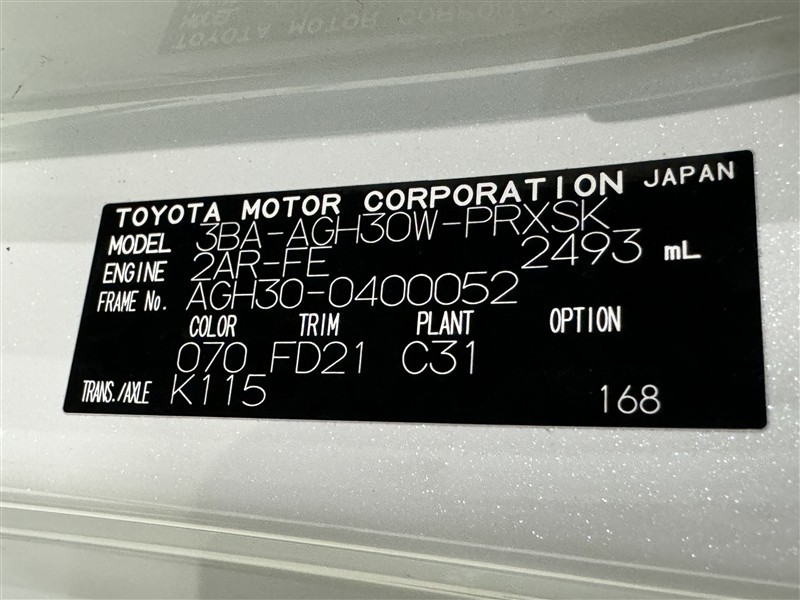 TOYOTA MOTOR CORPORATION JAPAN
MODEL 3BA-AGH30W-PRXSK
ENGINE 2AR-FE 2493 mL
FRAME No. AGH30-0400052
COLOR TRIM PLANT OPTION
070 FD21 C31
TRANS./AXLE K115 168